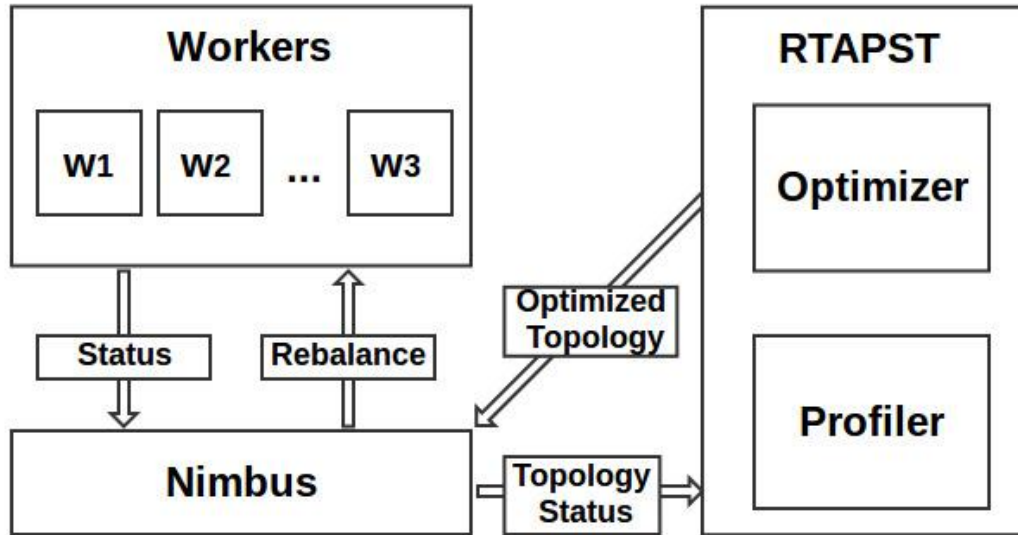 Workers
RTAPST
W1
W2
...
W3
Optimizer
Optimized
Topology
Status
Rebalance
Profiler
Nimbus
Topology
Status